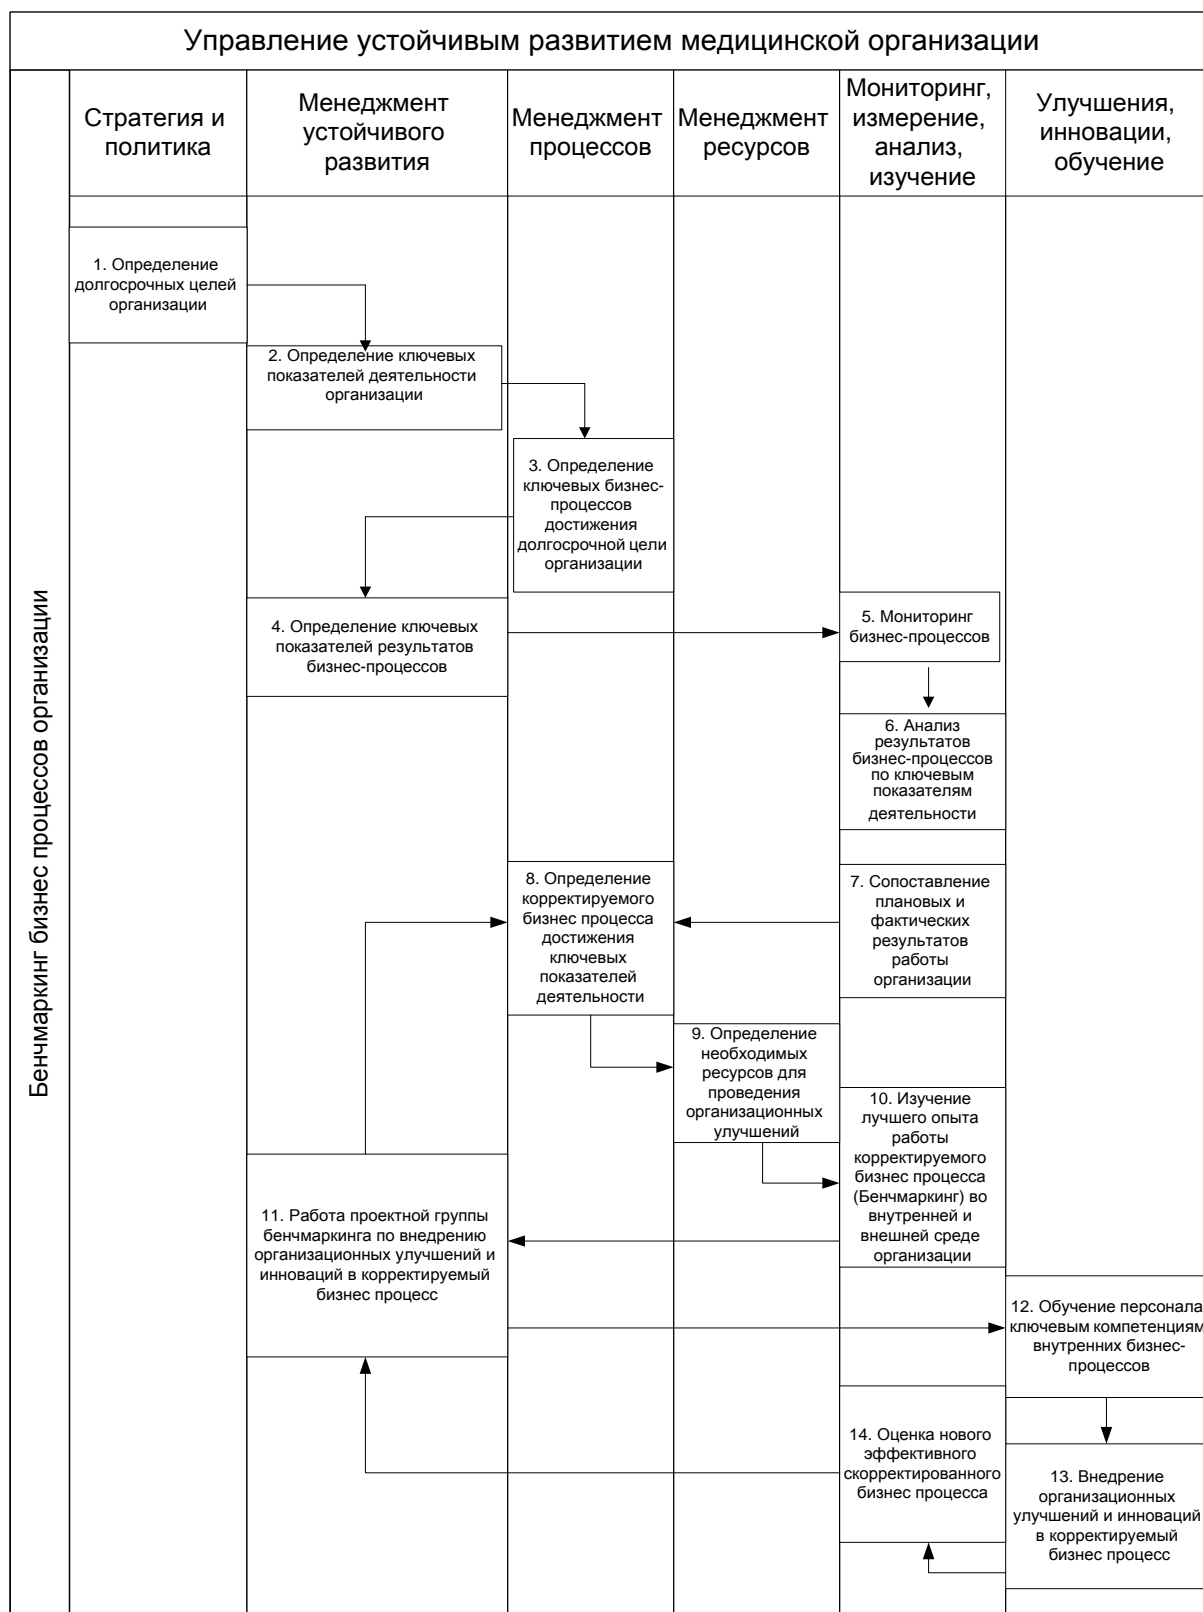 Управление устойчивым развитием медицинской организации
Бенчмаркинг бизнес процессов организации
Стратегия и
политика
Менеджмент
устойчивого
развития
Менеджмент
процессов
Менеджмент
ресурсов
Мониторинг,
измерение,
анализ,
изучение
Улучшения,
инновации,
обучение
1. Определение
долгосрочных целей
организации
2. Определение ключевых
показателей деятельности
организации
3. Определение
ключевых бизнес-
процессов
достижения
долгосрочной цели
организации
4. Определение ключевых
показателей результатов
бизнес-процессов
5. Мониторинг
бизнес-процессов
6. Анализ
результатов
бизнес-процессов
по ключевым
показателям
деятельности
7. Сопоставление
плановых и
фактических
результатов
работы
организации
8. Определение
корректируемого
бизнес процесса
достижения
ключевых
показателей
деятельности
9. Определение
необходимых
ресурсов для
проведения
организационных
улучшений
10. Изучение
лучшего опыта
работы
корректируемого
бизнес процесса
(Бенчмаркинг) во
внутренней и
внешней среде
организации
11. Работа проектной группы
бенчмаркинга по внедрению
организационных улучшений и
инноваций в корректируемый
бизнес процесс
12. Обучение персонала
ключевым компетенциям
внутренних бизнес-
процессов
13. Внедрение
организационных
улучшений и инноваций
в корректируемый
бизнес процесс
14. Оценка нового
эффективного
скорректированного
бизнес процесса